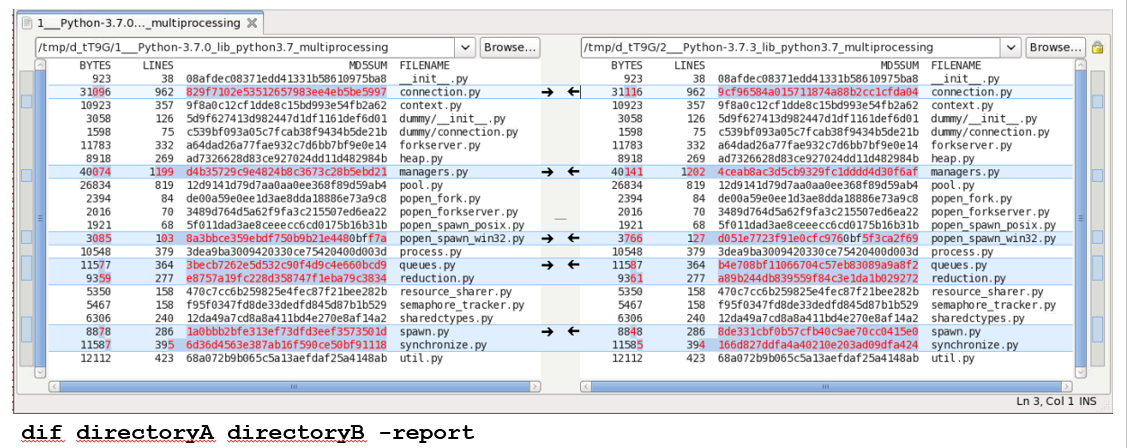 1___Python-3.7.0..._multiprocessing
/tmp/d_tT9G/1___Python-3.7.0_lib_python3.7_multiprocessing Browse... /tmp/d_tT9G/2___Python-3.7.3_lib_python3.7_multiprocessing Browse...
BYTES LINES MD5SUM FILENAME BYTES LINES MD5SUM FILENAME
923 38 08afdec08371edd41331b58610975ba8 __init__.py 923 38 08afdec08371edd41331b58610975ba8 __init__.py
31096 962 829f7102e53512657983ee4eb5be5997 connection.py 31116 962 9cf96584a015711874a88b2cc1cfda04 connection.py
10923 357 9f8a0c12cf1dde8c15bd993e54fb2a62 context.py 10923 357 9f8a0c12cf1dde8c15bd993e54fb2a62 context.py
3058 126 5d9f627413d982447d1df1161def6d01 dummy/__init__.py 3058 126 5d9f627413d982447d1df1161def6d01 dummy/__init__.py
1598 75 c539bf093a05c7fcab38f9434b5de21b dummy/connection.py 1598 75 c539bf093a05c7fcab38f9434b5de21b dummy/connection.py
11783 332 a64dad26a77fae932c7d6bb7bf9e0e14 forkserver.py 11783 332 a64dad26a77fae932c7d6bb7bf9e0e14 forkserver.py
8918 269 ad7326628d83ce927024dd11d482984b heap.py 8918 269 ad7326628d83ce927024dd11d482984b heap.py
40074 1199 d4b35729c9e4824b8c3673c28b5ebd21 managers.py 40141 1202 4ceab8ac3d5cb9329fc1dddd4d30f6af managers.py
26834 819 12d9141d79d7aa0aa0ee368f89d59ab4 pool.py 26834 819 12d9141d79d7aa0aa0ee368f89d59ab4 pool.py
2394 84 de00a59e0ee1e3ae8dda18886e73a9c8 popen_fork.py 2394 84 de00a59e0ee1e3ae8dda18886e73a9c8 popen_fork.py
2016 70 3489d764d5a62f9fa3c215507ed6ea22 popen_forkserver.py 2016 70 3489d764d5a62f9fa3c215507ed6ea22 popen_forkserver.py
1921 68 5f0adad213ae8ceeecc6cd0175b16b31b popen_spawn_posix.py 1921 68 5f0adad213ae8ceeecc6cd0175b16b31b popen_spawn_posix.py
3085 103 8a3bbce359ebdf750b9b21e4480bff7a popen_spawn_win32.py 3766 127 d051e7723f91e0cfc9760bf5f3ca2f69 popen_spawn_win32.py
10548 379 3dea9ba3009420330ce75420400d003d process.py 10548 379 3dea9ba3009420330ce75420400d003d process.py
11577 364 3becb7262e5d532c90f4d9c4e660bcd9 queues.py 11587 364 b4e708bf11066704c57eb83089a9a8f2 queues.py
9359 277 e8757a19fc228d358747f1eba79c3834 reduction.py 9361 277 a89b244db839559f84c3e1da1b029272 reduction.py
5350 158 470c7cc6b259825e4fec87f21bee282b resource_sharer.py 5350 158 470c7cc6b259825e4fec87f21bee282b resource_sharer.py
5467 158 f95f0347fd8de33dedfd845d87b1b529 semaphore_tracker.py 5467 158 f95f0347fd8de33dedfd845d87b1b529 semaphore_tracker.py
6306 240 12da49a7cd8a8a411bd4e270e8af14a2 sharedctypes.py 6306 240 12da49a7cd8a8a411bd4e270e8af14a2 sharedctypes.py
8878 286 1a0bbb2bfe313ef73dfd3eef3573501d spawn.py 8848 286 8de331cbf0b57cfb40c9ae70cc0415e0 spawn.py
11587 395 6d36d4563e387ab16f590ce50bf91118 synchronize.py 11585 394 166d827ddfa4a40210e203ad09dfa424 synchronize.py
12112 423 68a072b9b065c5a13aefdaf25a4148ab util.py 12112 423 68a072b9b065c5a13aefdaf25a4148ab util.py
Ln 3, Col 1 INS
dif directoryA directoryB -report